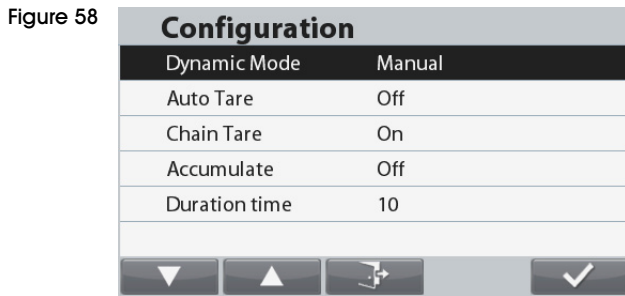 Figure 58
Configuration
Dynamic Mode Manual
Auto Tare Off
Chain Tare On
Accumulate Off
Duration time 10